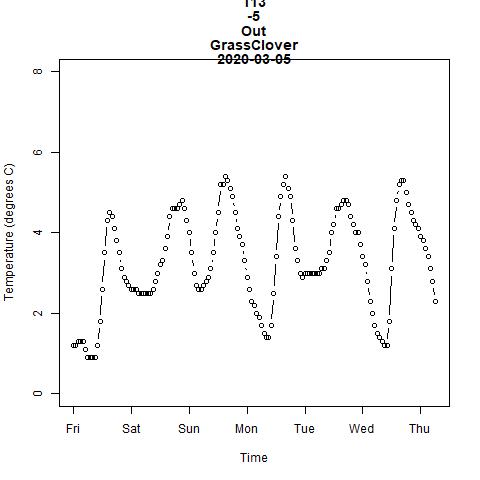 T13
-5
Out
GrassClover
2020-03-05
Temperature (degrees C)
8
6
4
2
0
Fri Sat Sun Mon Tue Wed Thu
Time